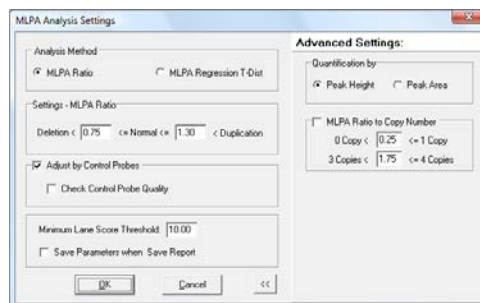 MLPA Analysis Settings
Analysis Method
MLPA Ratio MLPA Regression T-Dist
Settings - MLPA Ratio
Deletion < 0.75 <= Normal <= 1.30 < Duplication
Adjust by Control Probes
Check Control Probe Quality
Minimum Lane Score Threshold: 10.00
Save Parameters when Save Report
OK Cancel <<
Advanced Settings:
Quantification by
Peak Height Peak Area
MLPA Ratio to Copy Number
0 Copy < 0.25 <= 1 Copy
3 Copies < 1.75 <= 4 Copies